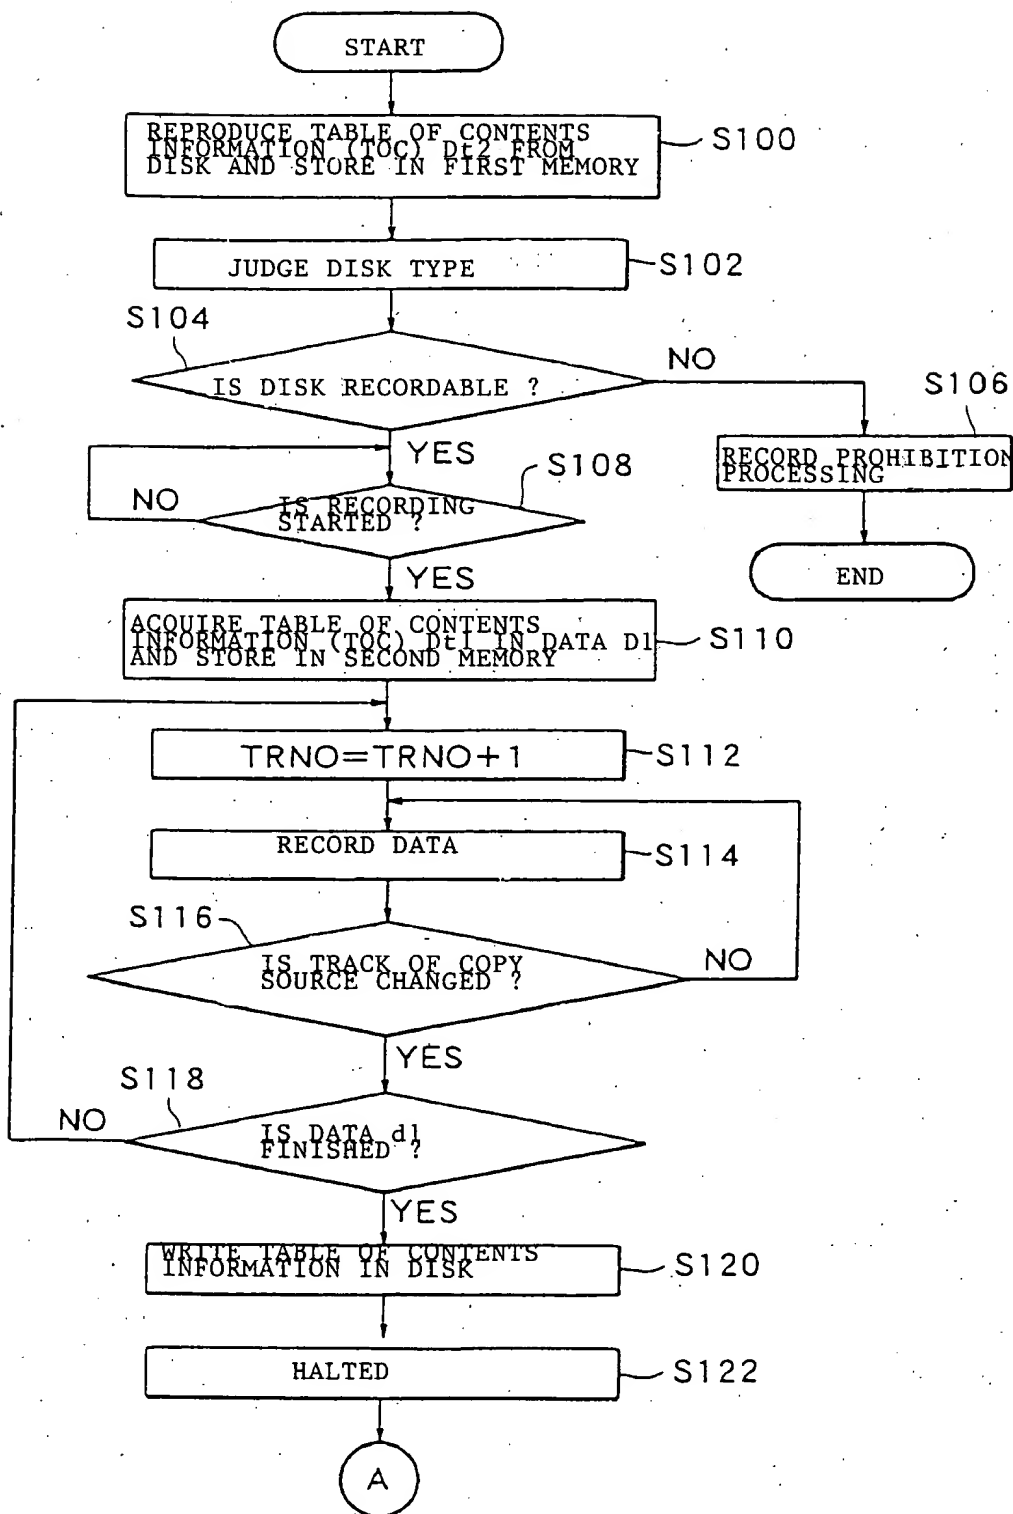 START
REPRODUCE TABLE OF CONTENTS
INFORMATION (TOC) Dt2 FROM
DISK AND STORE IN FIRST MEMORY
S100
JUDGE DISK TYPE
S102
S104
IS DISK RECORDABLE ?
NO
S106
YES
RECORD PROHIBITION
PROCESSING
S108
NO
IS RECORDING
STARTED ?
END
YES
ACQUIRE TABLE OF CONTENTS
INFORMATION (TOC) Dt1 IN DATA D1
AND STORE IN SECOND MEMORY
S110
TRNO=TRNO+1
S112
RECORD DATA
S114
S116
IS TRACK OF COPY
SOURCE CHANGED ?
NO
YES
S118
NO
IS DATA d1
FINISHED ?
YES
WRITE TABLE OF CONTENTS
INFORMATION IN DISK
S120
HALTED
S122
A